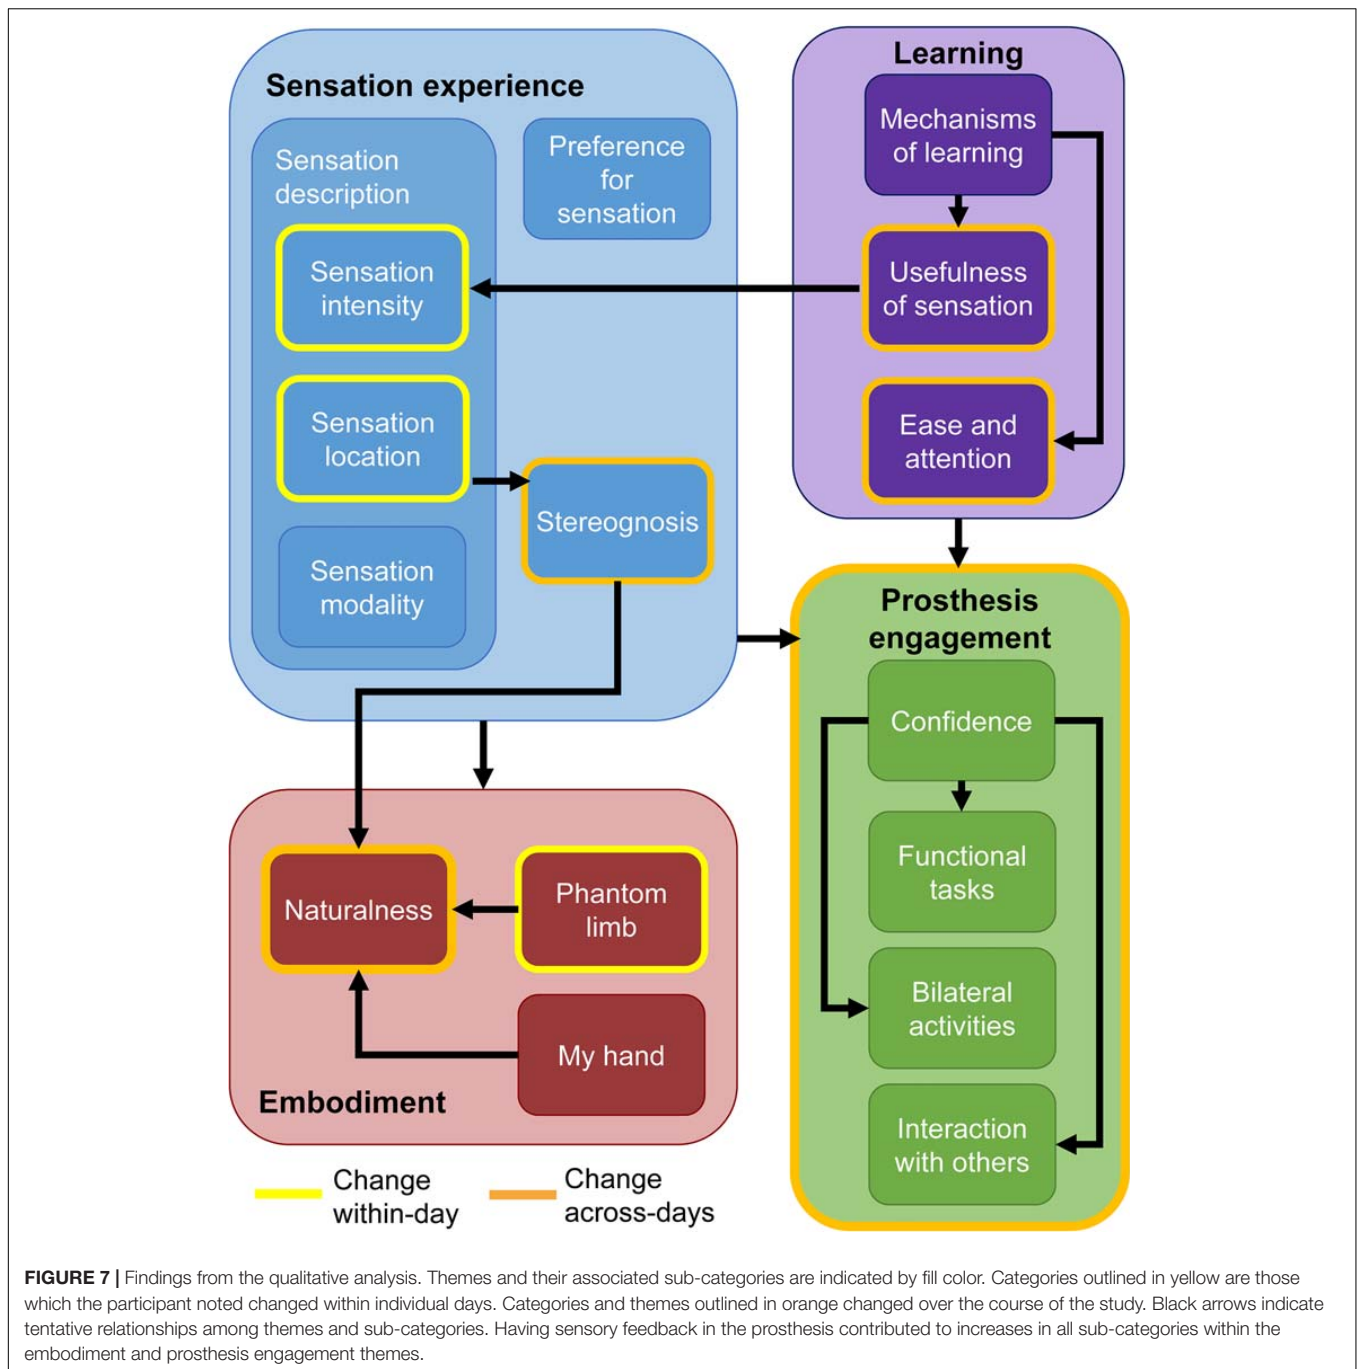 Sensation experience
Sensation
description
Preference
for
sensation
Sensation
intensity
Sensation
location
Stereognosis
Sensation
modality
Learning
Mechanisms
of learning
Usefulness
of sensation
Ease and
attention
Prosthesis
engagement
Confidence
Functional
tasks
Bilateral
activities
Interaction
with others
Naturalness
Phantom
limb
My hand
Embodiment
Change
within-day
Change
across-days
FIGURE 7 | Findings from the qualitative analysis. Themes and their associated sub-categories are indicated by fill color. Categories outlined in yellow are those
which the participant noted changed within individual days. Categories and themes outlined in orange changed over the course of the study. Black arrows indicate
tentative relationships among themes and sub-categories. Having sensory feedback in the prosthesis contributed to increases in all sub-categories within the
embodiment and prosthesis engagement themes.